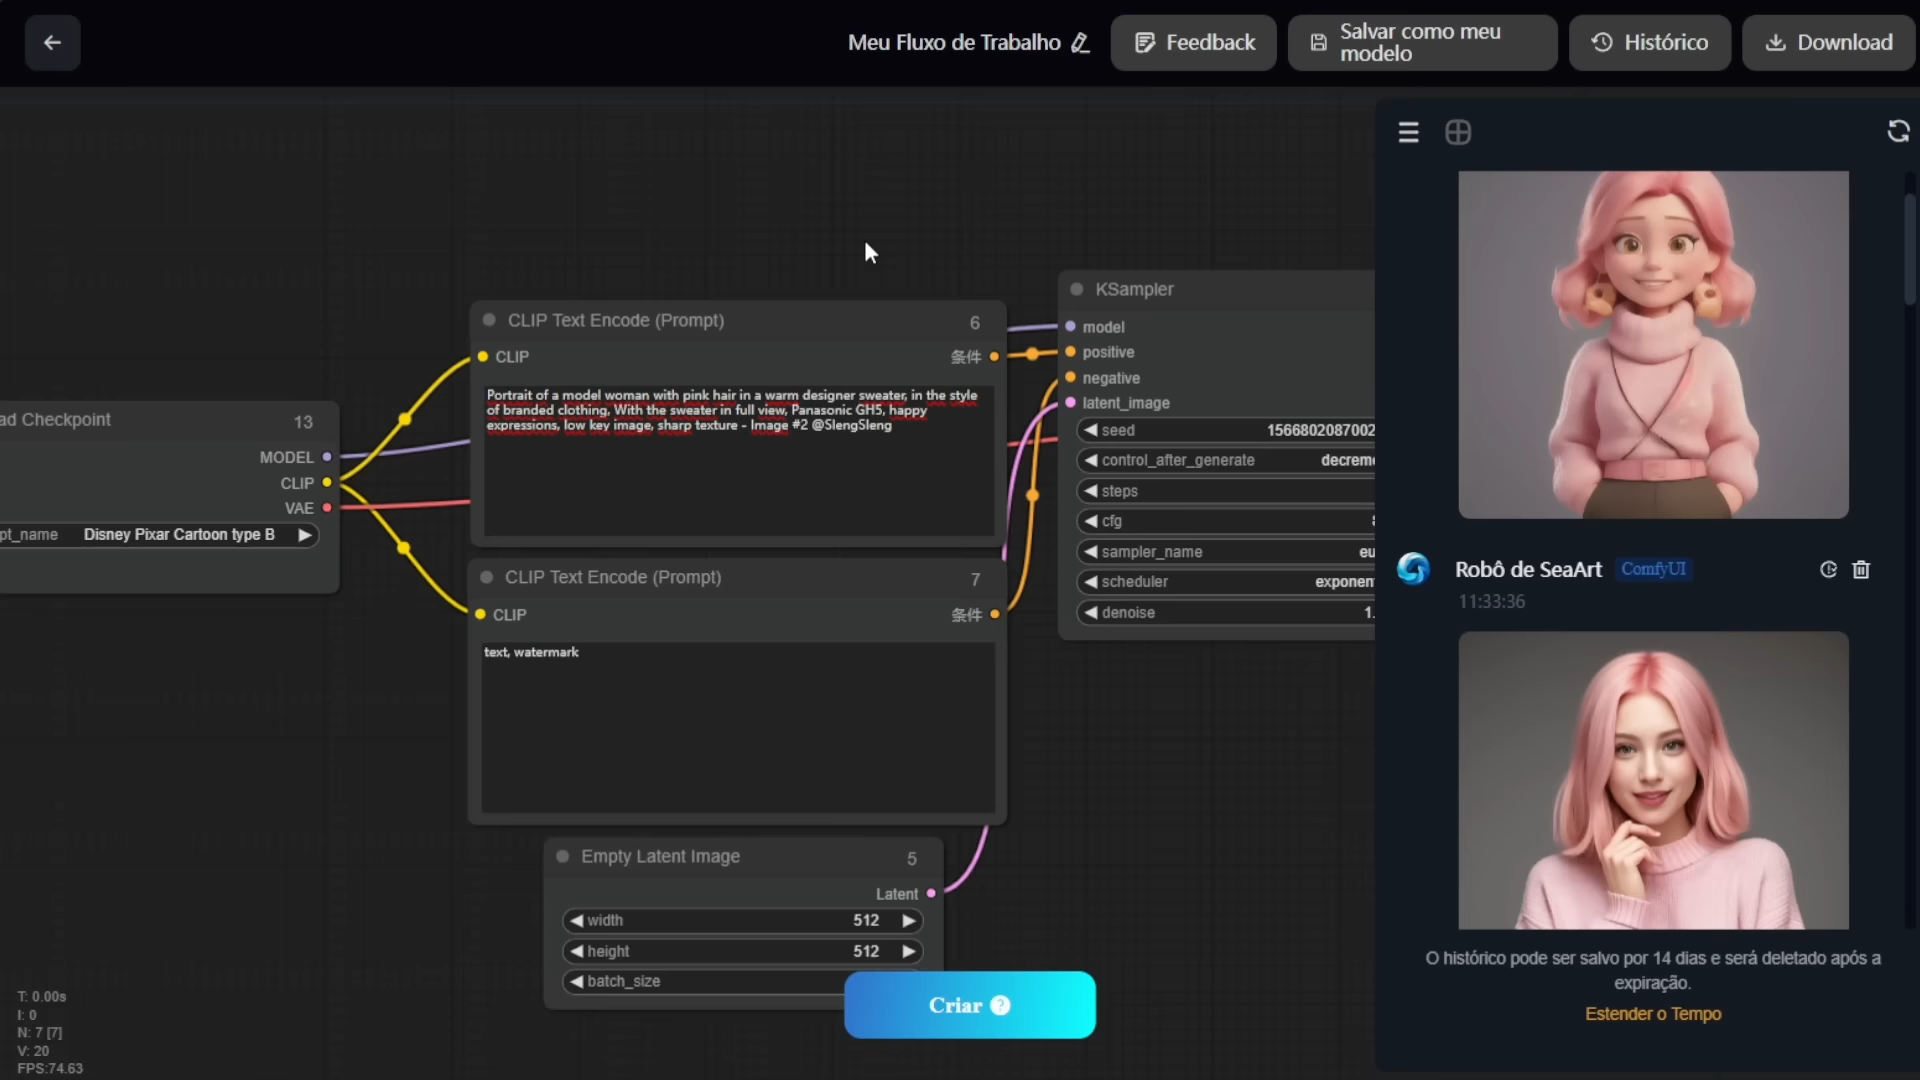 Meu Fluxo de Trabalho
Feedback
Salvar como meu
modelo
Histórico
Download
CLIP Text Encode (Prompt)
6
CLIP
条件
Portrait of a model woman with pink hair in a warm designer sweater, in the style
of branded clothing, With the sweater in full view, Panasonic GH5, happy
expressions, low key image, sharp texture - Image #2 @SlengSleng
KSampler
model
positive
negative
latent_image
seed
1566802087002
control_after_generate
decreme
steps
cfg
sampler_name
eu
scheduler
exponen
denoise
1.
ad Checkpoint
13
MODEL
CLIP
VAE
pt_name
Disney Pixar Cartoon type B
CLIP Text Encode (Prompt)
7
CLIP
条件
text, watermark
Empty Latent Image
5
Latent
width
512
height
512
batch_size
Criar ?
Robô de SeaArt
ComfyUI
11:33:36
O histórico pode ser salvo por 14 dias e será deletado após a
expiração.
Estender o Tempo
T: 0.00s
I: 0
N: 7 [7]
V: 20
FPS:74.63